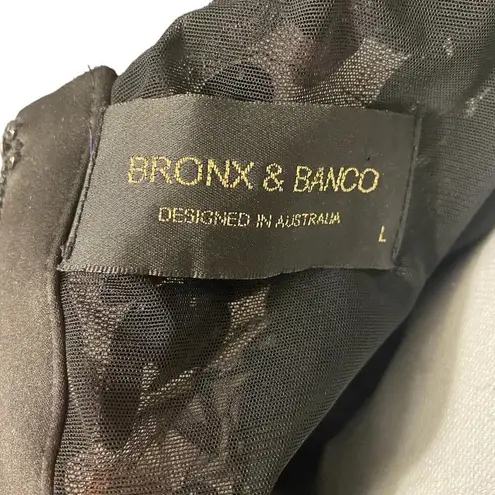 BRONX & BANCO
DESIGNED IN AUSTRALIA
L